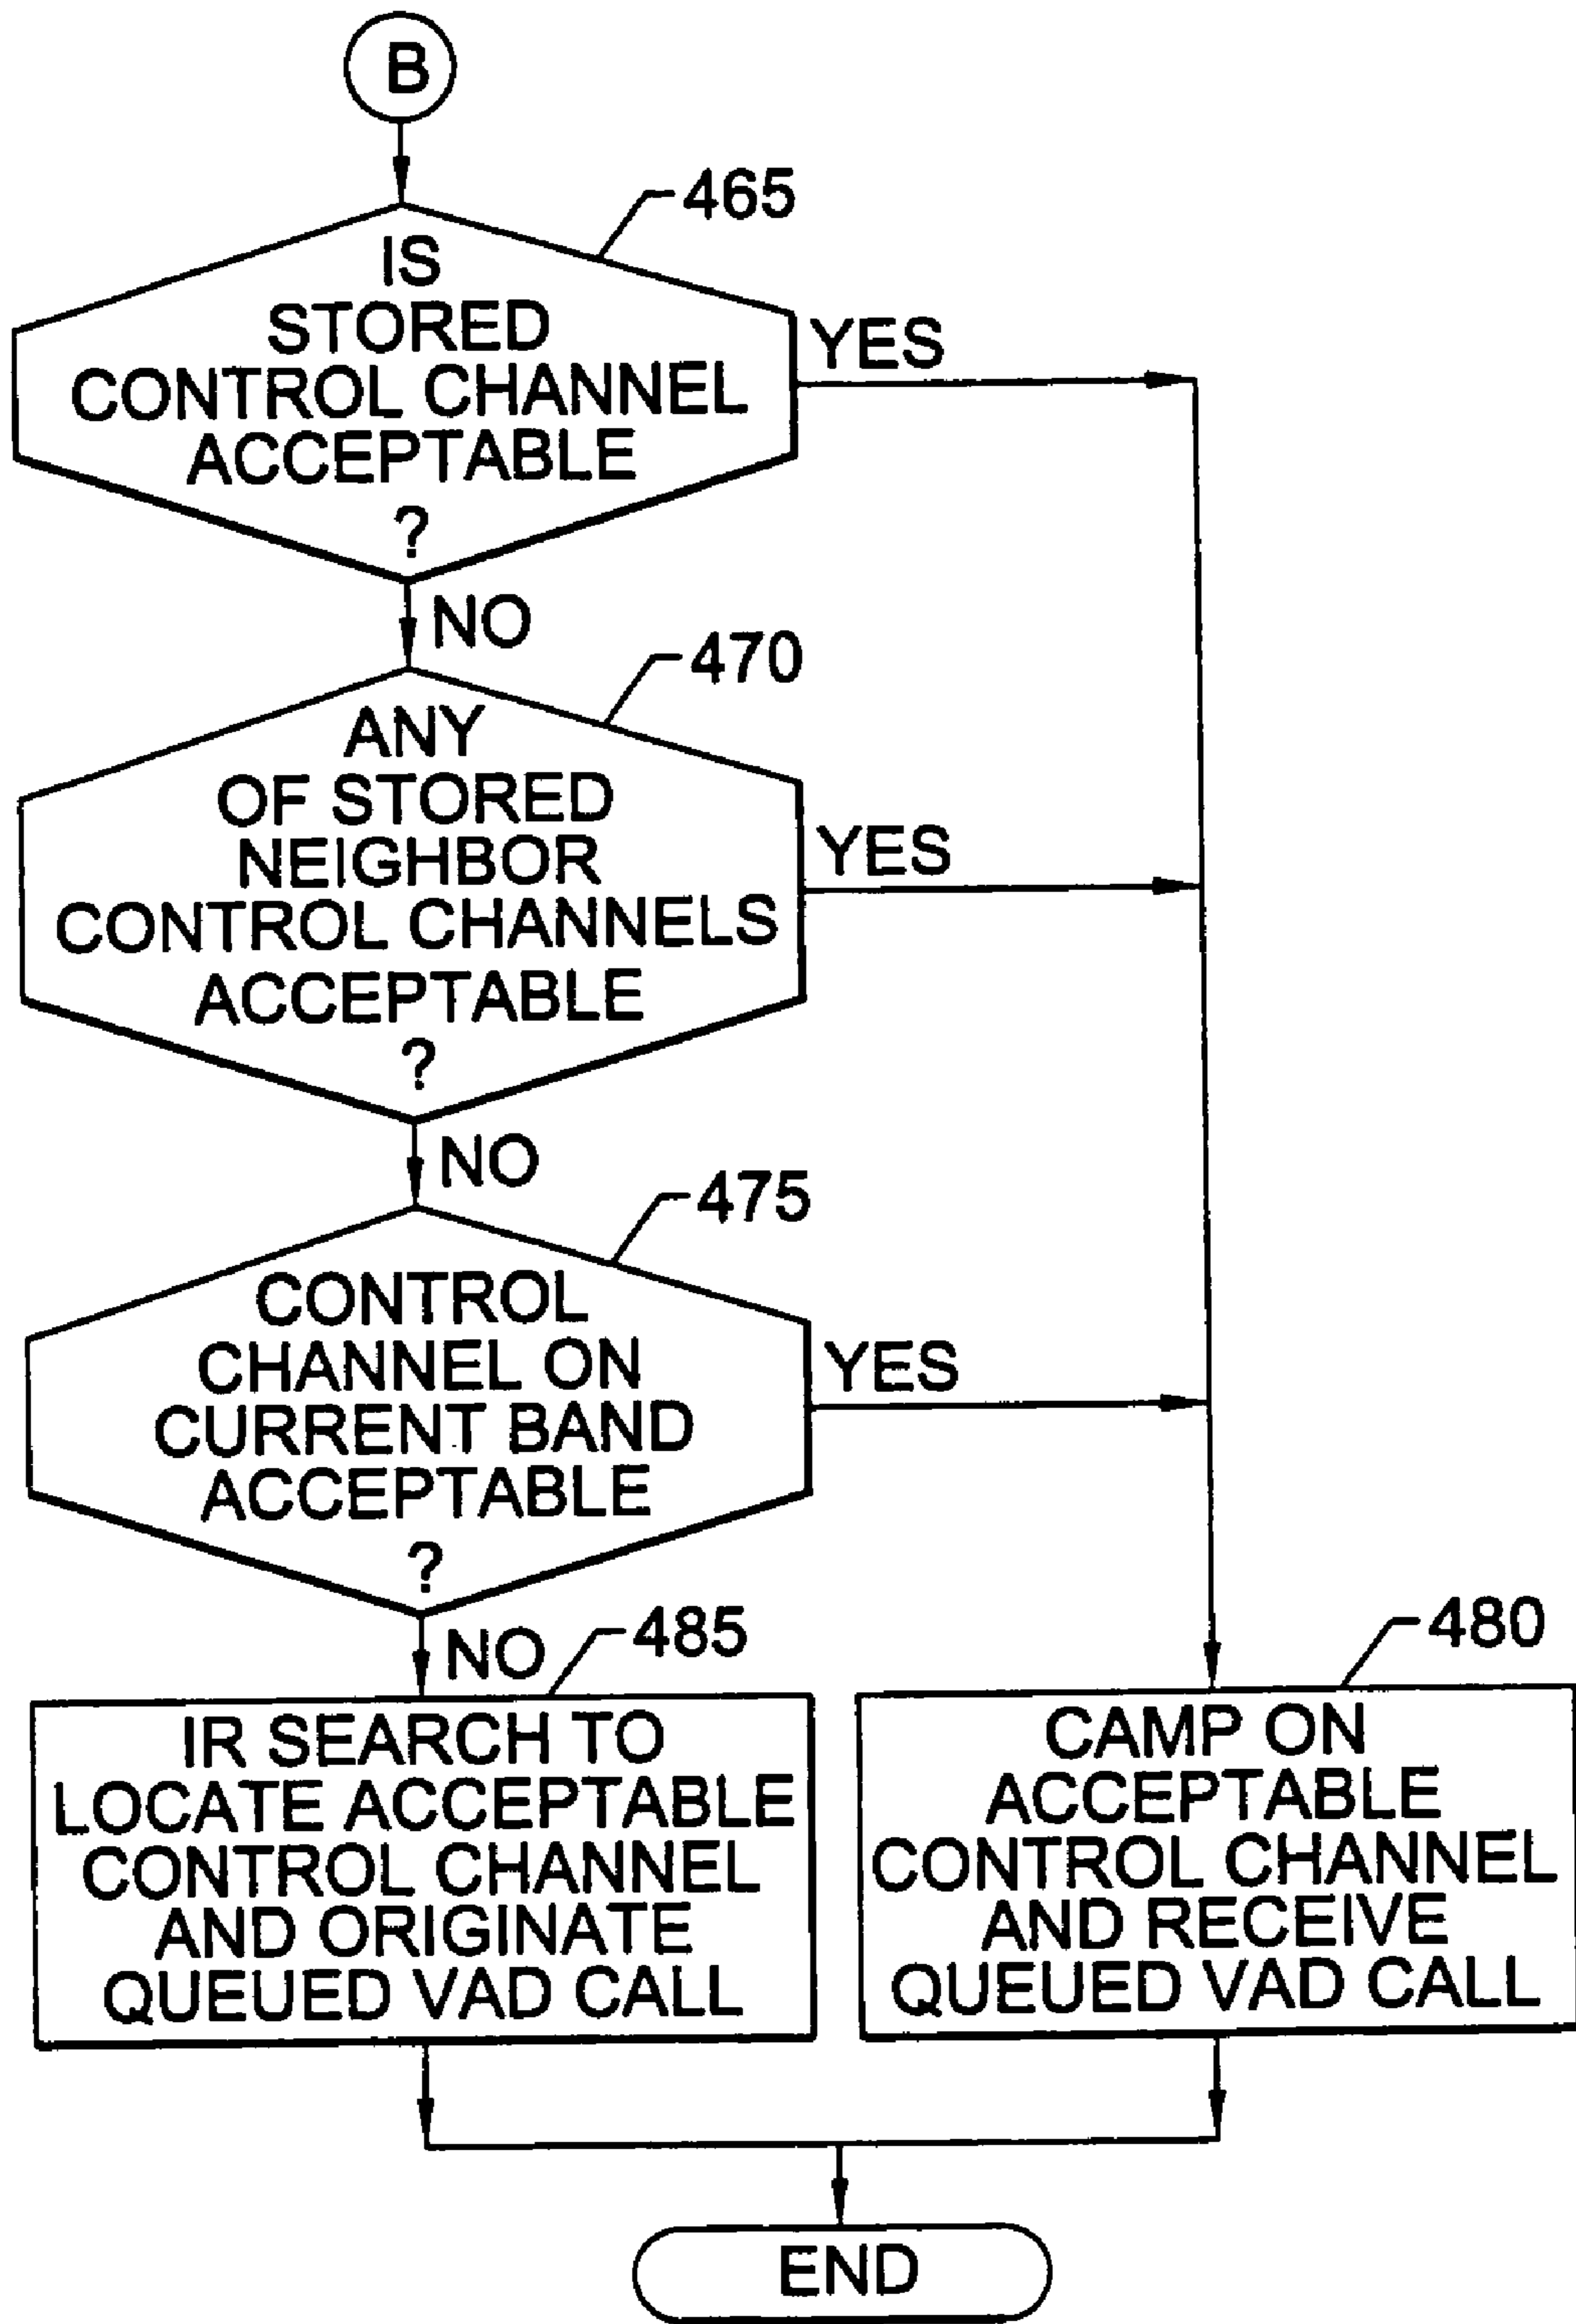 B
465
IS
STORED
CONTROL CHANNEL
ACCEPTABLE
?
YES
NO
470
ANY
OF STORED
NEIGHBOR
CONTROL CHANNELS
ACCEPTABLE
?
YES
NO
475
CONTROL
CHANNEL ON
CURRENT BAND
ACCEPTABLE
?
YES
NO
485
IR SEARCH TO
LOCATE ACCEPTABLE
CONTROL CHANNEL
AND ORIGINATE
QUEUED VAD CALL
480
CAMP ON
ACCEPTABLE
CONTROL CHANNEL
AND RECEIVE
QUEUED VAD CALL
END